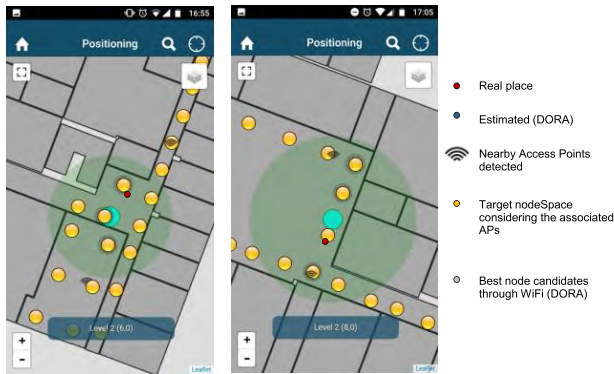 16:55
Positioning
Level 2 (6,0)
+
-
Leaflet
17:05
Positioning
Level 2 (8,0)
+
-
Leaflet
Real place
Estimated (DORA)
Nearby Access Points
detected
Target nodeSpace
considering the associated
APs
Best node candidates
through WiFi (DORA)